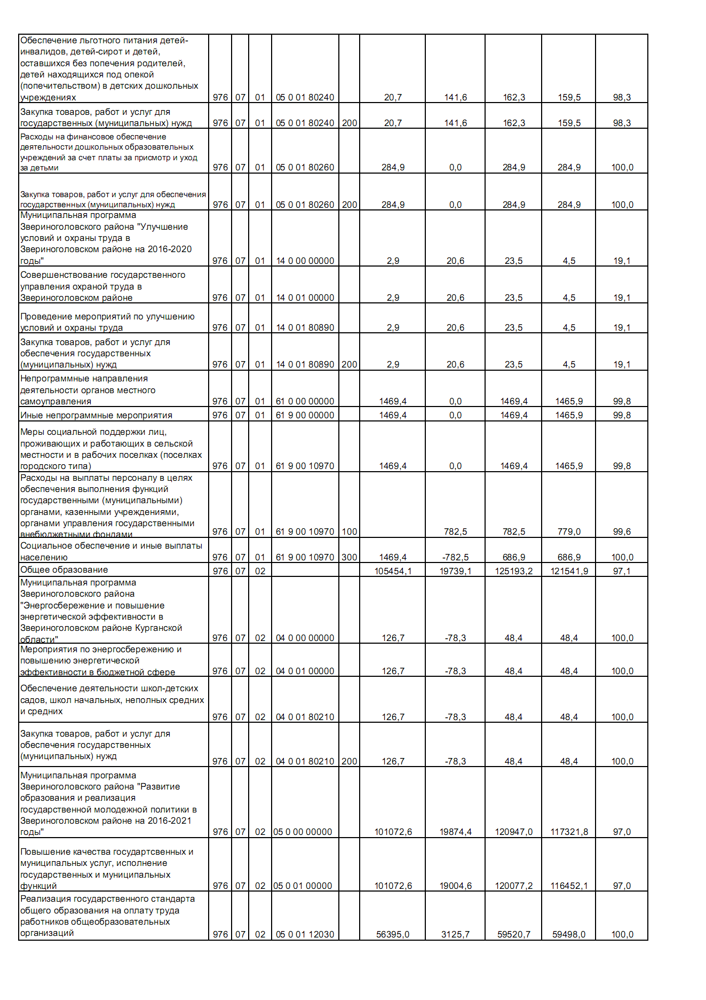 Обеспечение льготного питания детей-
инвалидов, детей-сирот и детей,
оставшихся без попечения родителей,
детей находящихся под опекой
(попечительством) в детских дошкольных
учреждениях 976 07 01 05 0 01 80240 20,7 141,6 162,3 159,5 98,3
Закупка товаров, работ и услуг для
государственных (муниципальных) нужд 976 07 01 05 0 01 80240 200 20,7 141,6 162,3 159,5 98,3
Расходы на финансовое обеспечение
деятельности дошкольных образовательных
учреждений за счет платы за присмотр и уход
за детьми 976 07 01 05 0 01 80260 284,9 0,0 284,9 284,9 100,0
Закупка товаров, работ и услуг для обеспечения
государственных (муниципальных) нужд 976 07 01 05 0 01 80260 200 284,9 0,0 284,9 284,9 100,0
Муниципальная программа
Звериноголовского района "Улучшение
условий и охраны труда в
Звериноголовском районе на 2016-2020
годы" 976 07 01 14 0 00 00000 2,9 20,6 23,5 4,5 19,1
Совершенствование государственного
управления охраной труда в
Звериноголовском районе 976 07 01 14 0 01 00000 2,9 20,6 23,5 4,5 19,1
Проведение мероприятий по улучшению
условий и охраны труда 976 07 01 14 0 01 80890 2,9 20,6 23,5 4,5 19,1
Закупка товаров, работ и услуг для
обеспечения государственных
(муниципальных) нужд 976 07 01 14 0 01 80890 200 2,9 20,6 23,5 4,5 19,1
Непрограммные направления
деятельности органов местного
самоуправления 976 07 01 61 0 00 00000 1469,4 0,0 1469,4 1465,9 99,8
Иные непрограммные мероприятия 976 07 01 61 9 00 00000 1469,4 0,0 1469,4 1465,9 99,8
Меры социальной поддержки лиц,
проживающих и работающих в сельской
местности и в рабочих поселках (поселках
городского типа) 976 07 01 61 9 00 10970 1469,4 0,0 1469,4 1465,9 99,8
Расходы на выплаты персоналу в целях
обеспечения выполнения функций
государственными (муниципальными)
органами, казенными учреждениями,
органами управления государственными
внебюджетными фондами 976 07 01 61 9 00 10970 100 782,5 782,5 779,0 99,6
Социальное обеспечение и иные выплаты
населению 976 07 01 61 9 00 10970 300 1469,4 -782,5 686,9 686,9 100,0
Общее образование 976 07 02 105454,1 19739,1 125193,2 121541,9 97,1
Муниципальная программа
Звериноголовского района
"Энергосбережение и повышение
энергетической эффективности в
Звериноголовском районе Курганской
области" 976 07 02 04 0 00 00000 126,7 -78,3 48,4 48,4 100,0
Мероприятия по энергосбережению и
повышению энергетической
эффективности в бюджетной сфере 976 07 02 04 0 01 00000 126,7 -78,3 48,4 48,4 100,0
Обеспечение деятельности школ-детских
садов, школ начальных, неполных средних
и средних 976 07 02 04 0 01 80210 126,7 -78,3 48,4 48,4 100,0
Закупка товаров, работ и услуг для
обеспечения государственных
(муниципальных) нужд 976 07 02 04 0 01 80210 200 126,7 -78,3 48,4 48,4 100,0
Муниципальная программа
Звериноголовского района "Развитие
образования и реализация
государственной молодежной политики в
Звериноголовском районе на 2016-2021
годы" 976 07 02 05 0 00 00000 101072,6 19874,4 120947,0 117321,8 97,0
Повышение качества государтсвенных и
муниципальных услуг, исполнение
государственных и муниципальных
функций 976 07 02 05 0 01 00000 101072,6 19004,6 120077,2 116452,1 97,0
Реализация государственного стандарта
общего образования на оплату труда
работников общеобразовательных
организаций 976 07 02 05 0 01 12030 56395,0 3125,7 59520,7 59498,0 100,0